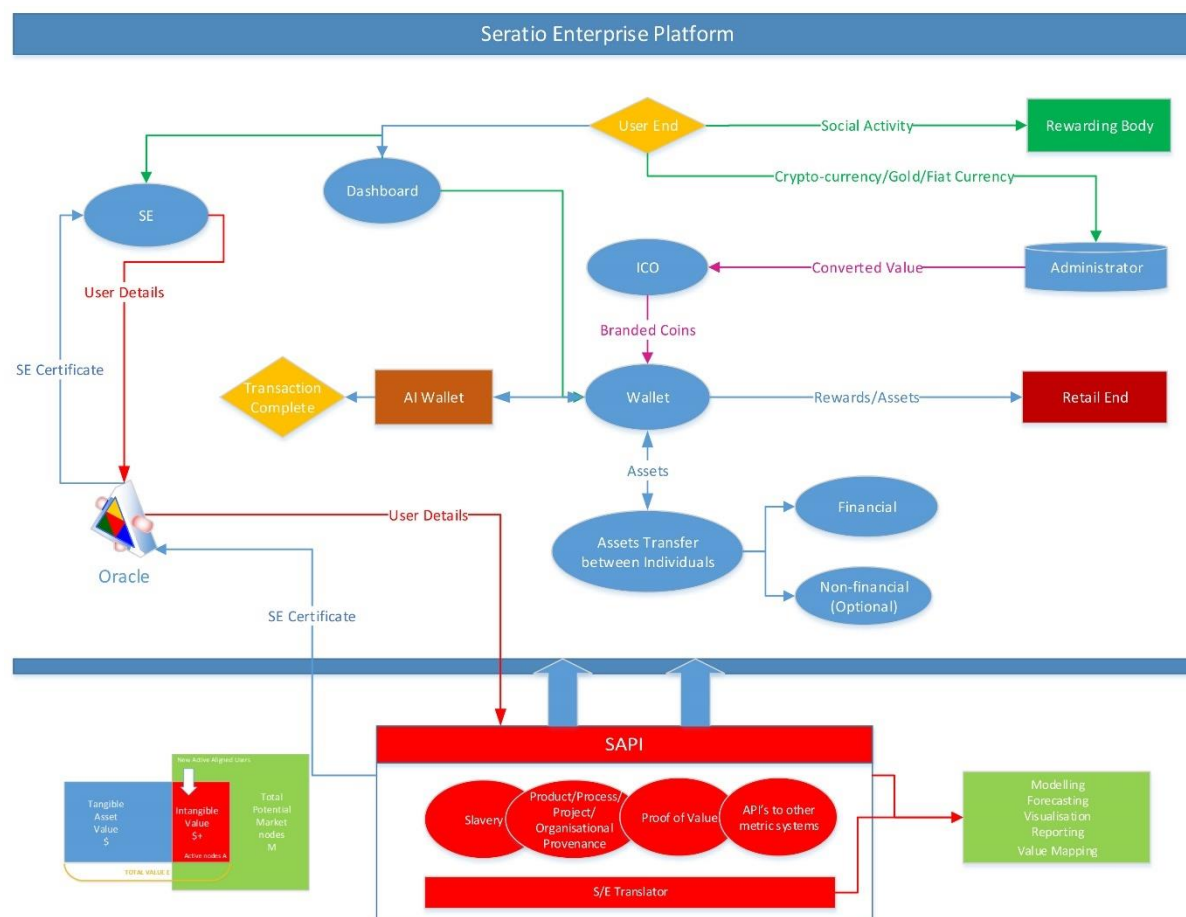 Seratio Enterprise Platform
User End
Social Activity
Rewarding Body
Crypto-currency/Gold/Fiat Currency
Dashboard
SE
ICO
Converted Value
Administrator
User Details
Branded Coins
SE Certificate
Transaction
Complete
AI Wallet
Wallet
Rewards/Assets
Retail End
Assets
User Details
Financial
Assets Transfer
between Individuals
Oracle
Non-financial
(Optional)
SE Certificate
SAPI
New Active Aligned Users
Tangible
Asset
Value
$
Intangible
Value
$+
Active nodes A
Total
Potential
Market
nodes
M
TOTAL VALUE E
Slavery
Product/Process/
Project/
Organisational
Provenance
Proof of Value
API's to other
metric systems
S/E Translator
Modelling
Forecasting
Visualisation
Reporting
Value Mapping